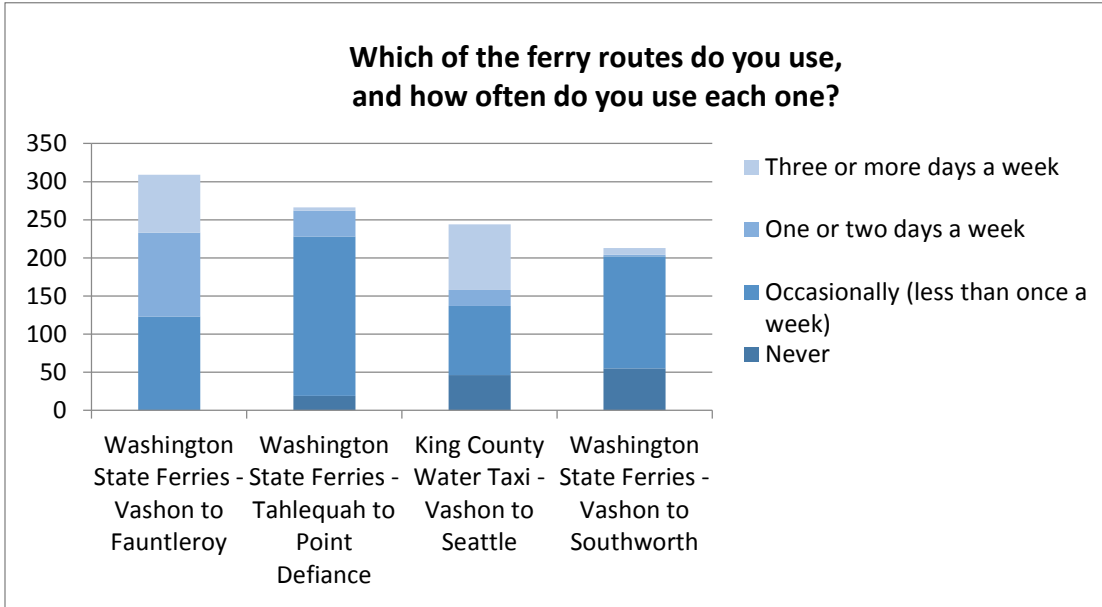 Which of the ferry routes do you use,
and how often do you use each one?
350
300
250
200
150
100
50
0
Three or more days a week
One or two days a week
Occasionally (less than once a
week)
Never
Washington
State Ferries -
Vashon to
Fauntleroy
Washington
State Ferries -
Tahlequah to
Point
Defiance
King County
Water Taxi -
Vashon to
Seattle
Washington
State Ferries -
Vashon to
Southworth